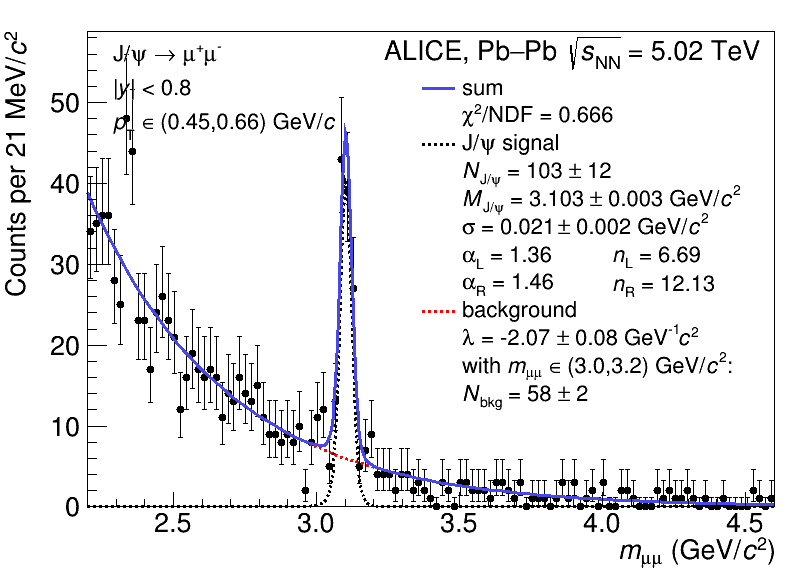 J/ψ → μ⁺μ⁻
ALICE, Pb–Pb √sNN = 5.02 TeV
|y| < 0.8
pT ∈ (0.45,0.66) GeV/c
sum
χ²/NDF = 0.666
J/ψ signal
NJ/ψ = 103 ± 12
MJ/ψ = 3.103 ± 0.003 GeV/c²
σ = 0.021 ± 0.002 GeV/c²
αL = 1.36 nL = 6.69
αR = 1.46 nR = 12.13
background
λ = -2.07 ± 0.08 GeV⁻¹c²
with mμμ ∈ (3.0,3.2) GeV/c²:
Nbkg = 58 ± 2
Counts per 21 MeV/c²
50
40
30
20
10
0
2.5 3.0 3.5 4.0 4.5
mμμ (GeV/c²)